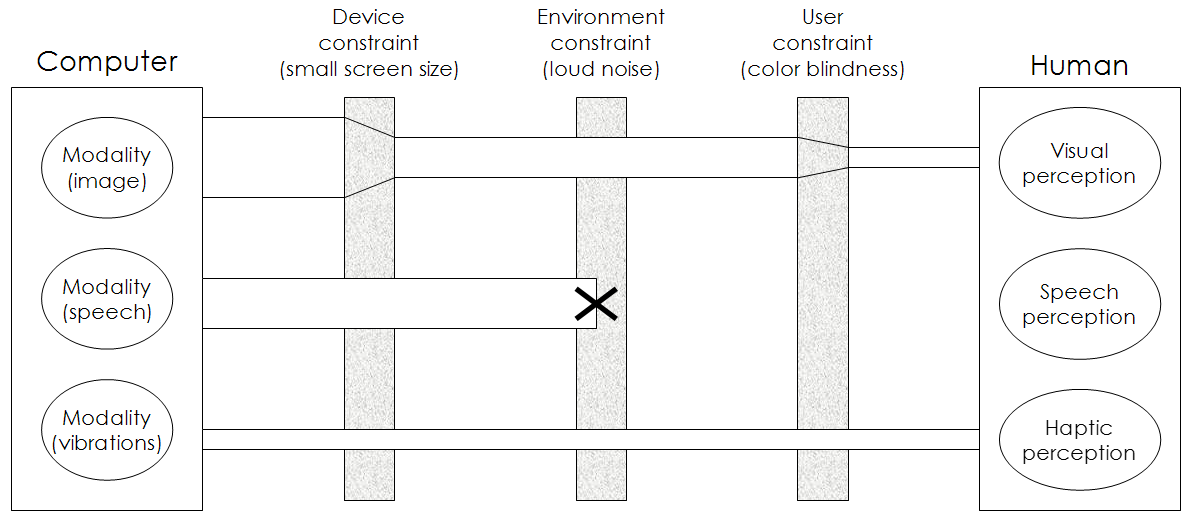 Device
constraint
(small screen size)
Environment
constraint
(loud noise)
User
constraint
(color blindness)
Computer
Human
Modality
(image)
Visual
perception
Modality
(speech)
Speech
perception
Modality
(vibrations)
Haptic
perception